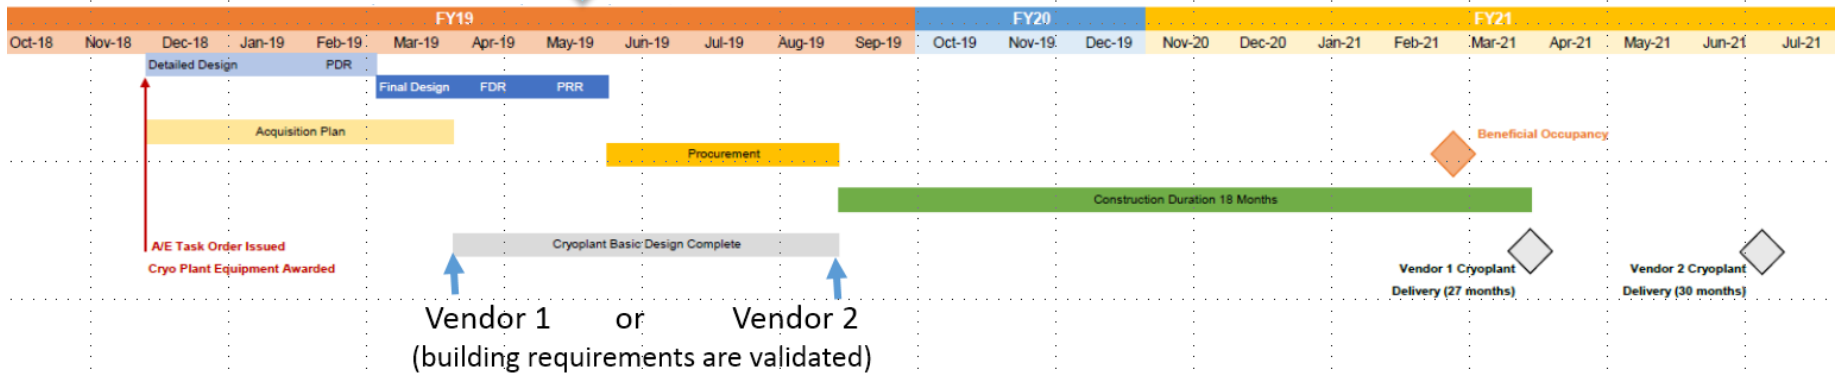 FY19 FY20 FY21
Oct-18 Nov-18 Dec-18 Jan-19 Feb-19 Mar-19 Apr-19 May-19 Jun-19 Jul-19 Aug-19 Sep-19 Oct-19 Nov-19 Dec-19 Nov-20 Dec-20 Jan-21 Feb-21 Mar-21 Apr-21 May-21 Jun-21 Jul-21
Detailed Design PDR
Final Design FDR PRR
Acquisition Plan
Beneficial Occupancy
Procurement
Construction Duration 18 Months
Cryoplant Basic Design Complete
A/E Task Order Issued
Cryo Plant Equipment Awarded
Vendor 1 Cryoplant
Delivery (27 months)
Vendor 2 Cryoplant
Delivery (30 months)
Vendor 1 or Vendor 2
(building requirements are validated)